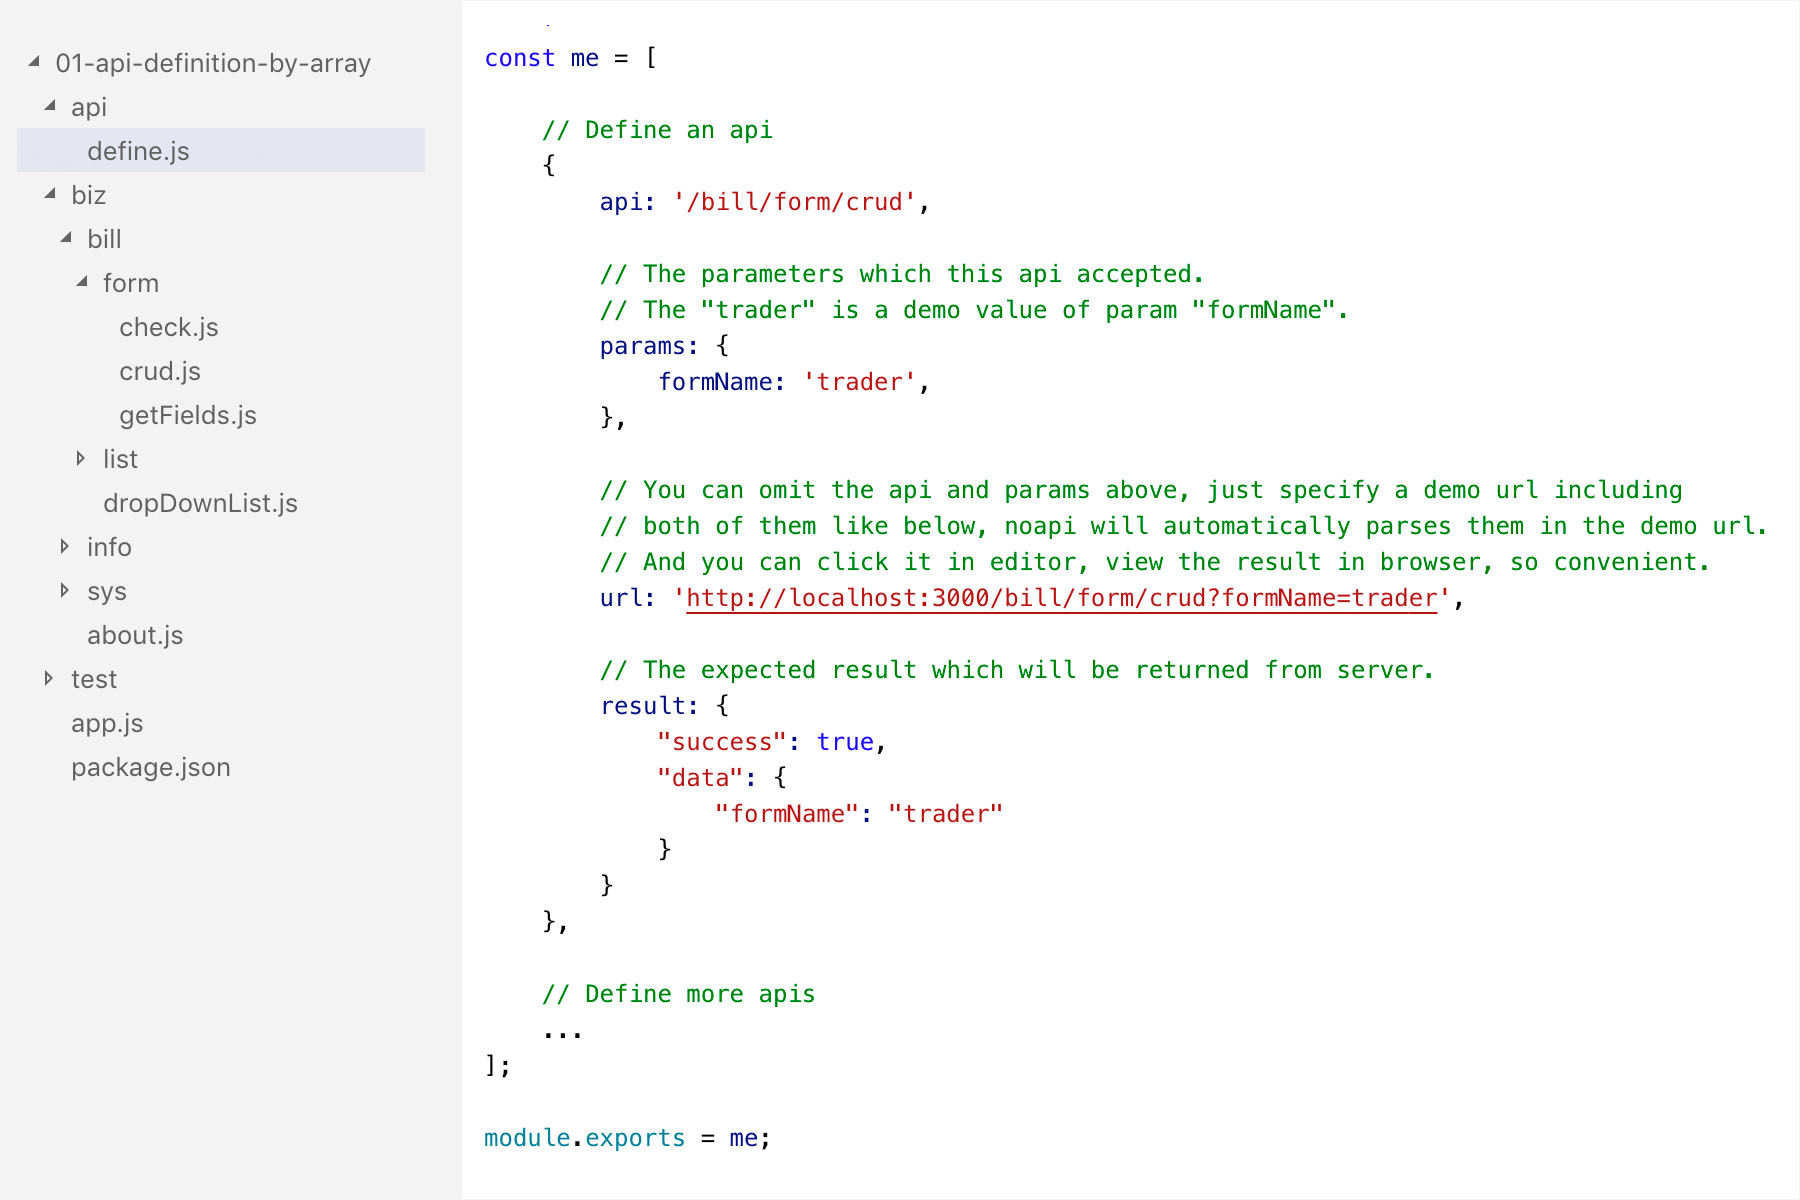 01-api-definition-by-array
api
define.js
biz
bill
form
check.js
crud.js
getFields.js
list
dropDownList.js
info
sys
about.js
test
app.js
package.json
const me = [
// Define an api
{
api: '/bill/form/crud',
// The parameters which this api accepted.
// The "trader" is a demo value of param "formName".
params: {
formName: 'trader',
},
// You can omit the api and params above, just specify a demo url including
// both of them like below, noapi will automatically parses them in the demo url.
// And you can click it in editor, view the result in browser, so convenient.
url: 'http://localhost:3000/bill/form/crud?formName=trader',
// The expected result which will be returned from server.
result: {
"success": true,
"data": {
"formName": "trader"
}
}
},
// Define more apis
...
];
module.exports = me;